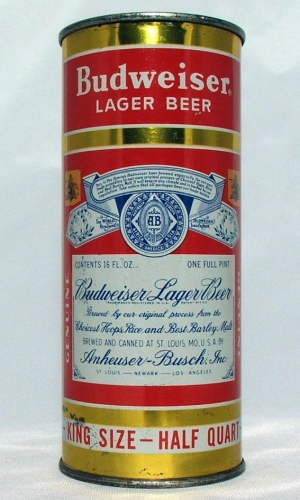 Budweiser®
LAGER BEER
AB
CONTENTS 16 FL. OZ.
ONE FULL PINT
Budweiser Lager Beer
Brewed by our original process from the
Choicest Hops, Rice and Best Barley Malt
BREWED AND CANNED AT ST. LOUIS, MO., U.S.A. BY
Anheuser-Busch, Inc.
ST. LOUIS — NEWARK — LOS ANGELES
GENUINE
KING SIZE — HALF QUART